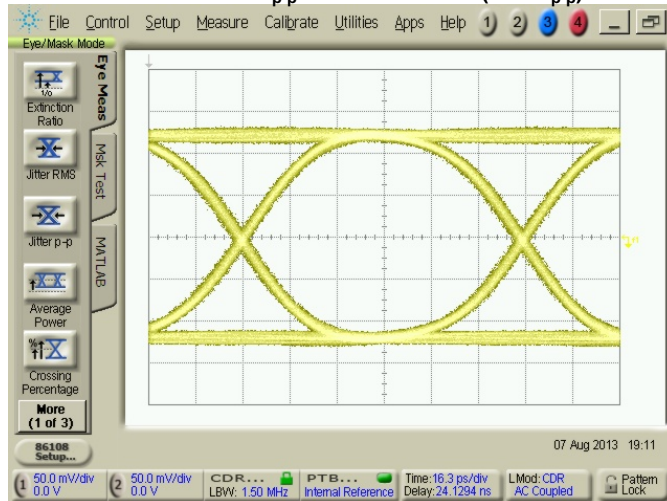 File Control Setup Measure Calibrate Utilities Apps Help 1 2 3 4
Eye/Mask Mode
Eye Meas
Msk Test
MATLAB
Extinction
Ratio
Jitter RMS
Jitter p-p
Average
Power
Crossing
Percentage
More
(1 of 3)
86108
Setup...
07 Aug 2013 19:11
1 50.0 mV/div
0.0 V
2 50.0 mV/div
0.0 V
CDR...
LBW: 1.50 MHz
PTB...
Internal Reference
Time:16.3 ps/div
Delay:24.1294 ns
LMod:CDR
AC Coupled
Pattern
Lock